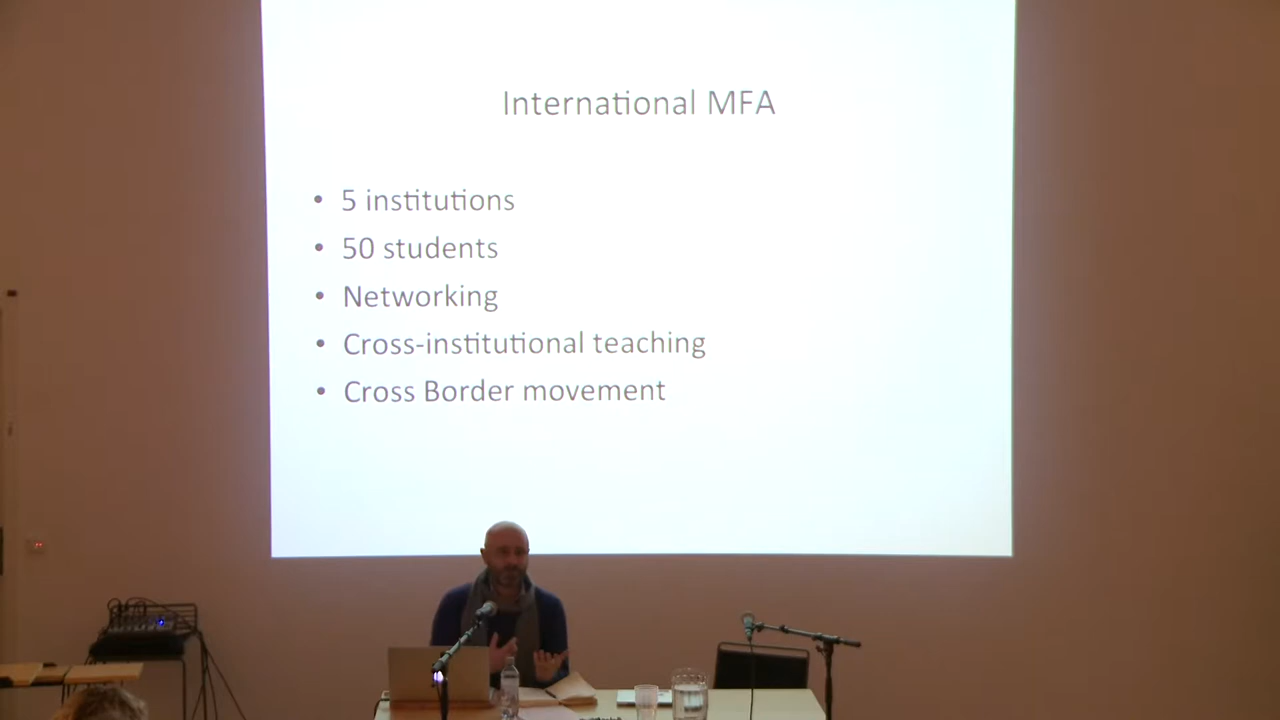 International MFA
• 5 institutions
• 50 students
• Networking
• Cross-institutional teaching
• Cross Border movement